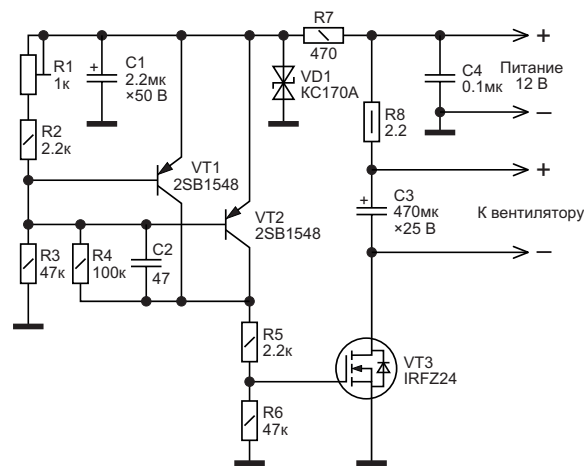 R7
470
+
R1
1к
+
C1
2.2мк
×50 В
VD1
КС170А
C4
0.1мк
Питание
12 В
R2
2.2к
R8
2.2
–
VT1
2SB1548
+
VT2
2SB1548
+
C3
470мк
×25 В
К вентилятору
R3
47к
R4
100к
C2
47
–
R5
2.2к
VT3
IRFZ24
R6
47к